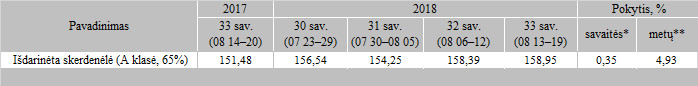 Pavadinimas 2017 2018 Pokytis, %
33 sav. (08 14–20) 30 sav. (07 23–29) 31 sav. (07 30–08 05) 32 sav. (08 06–12) 33 sav. (08 13–19) savaitės* metų**
Išdarinėta skerdenėlė (A klasė, 65%) 151,48 156,54 154,25 158,39 158,95 0,35 4,93